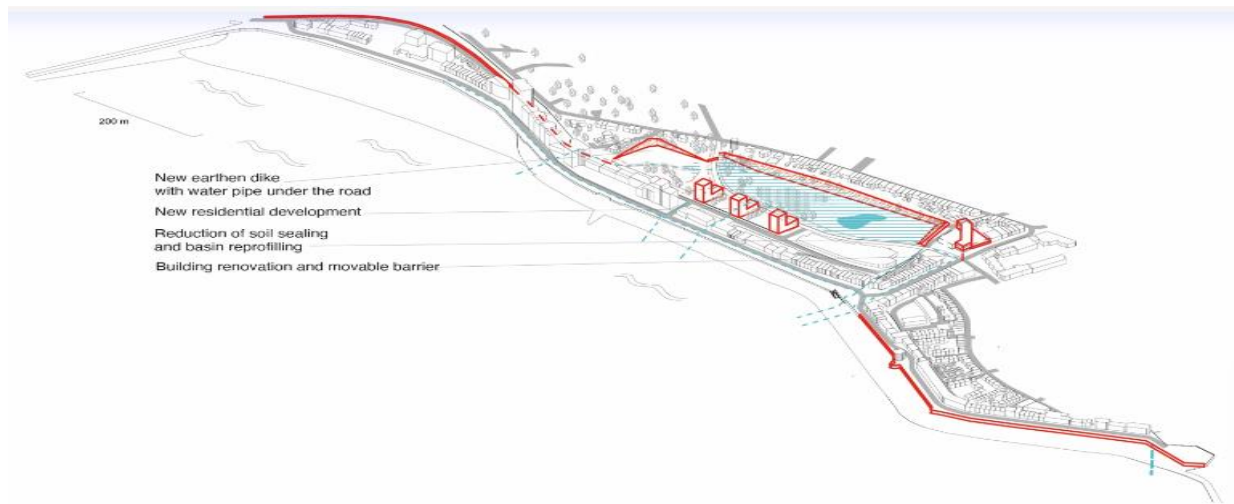 200 m
New earthen dike
with water pipe under the road
New residential development
Reduction of soil sealing
and basin reprofilling
Building renovation and movable barrier